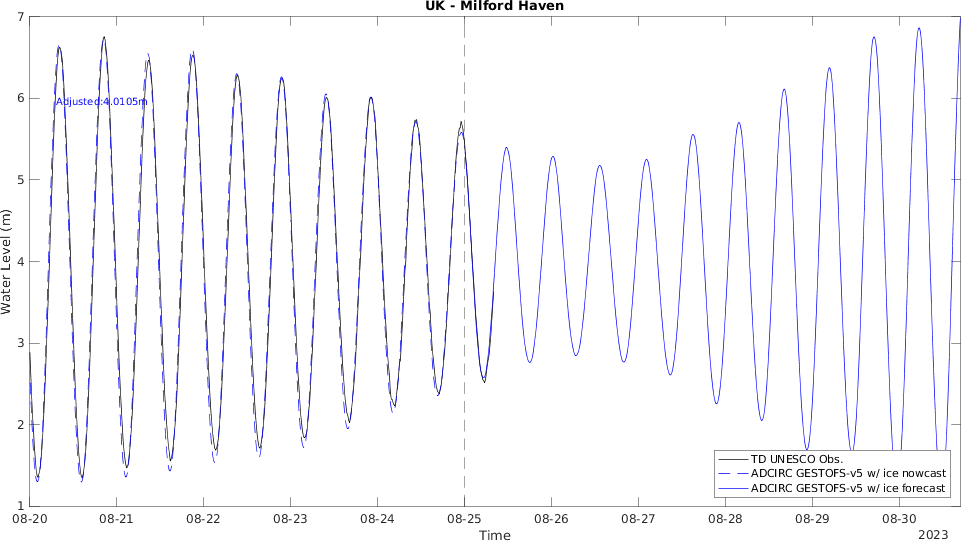 UK - Milford Haven
7
6
5
4
3
2
1
Water Level (m)
Adjusted:4.0105m
TD UNESCO Obs.
ADCIRC GESTOFS-v5 w/ ice nowcast
ADCIRC GESTOFS-v5 w/ ice forecast
08-20 08-21 08-22 08-23 08-24 08-25 08-26 08-27 08-28 08-29 08-30
Time
2023